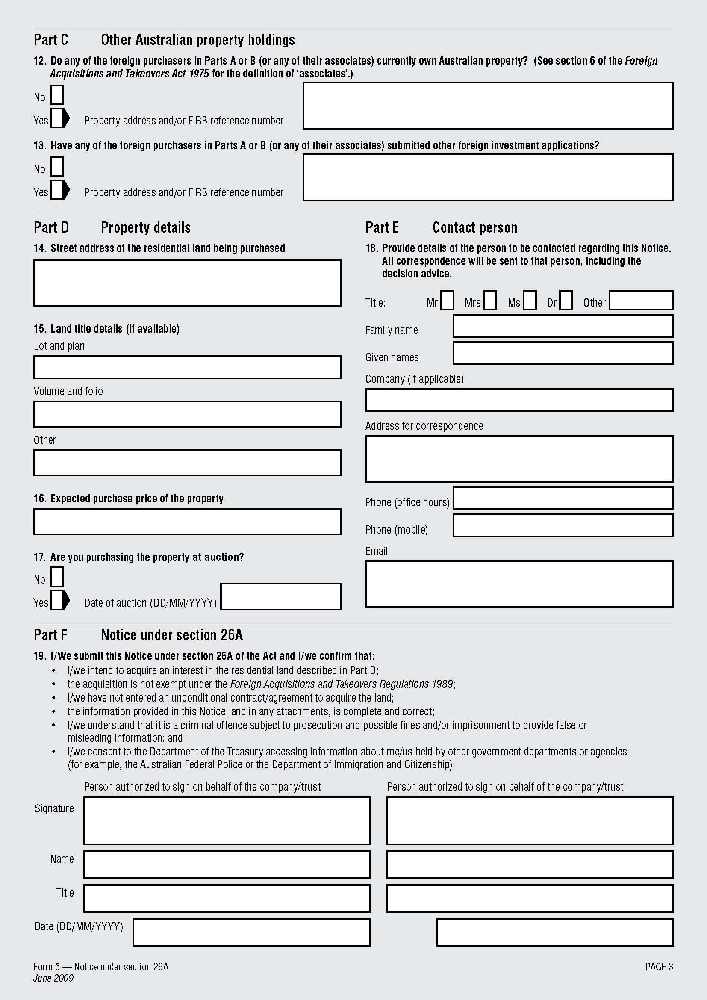 Part C Other Australian property holdings
12. Do any of the foreign purchasers in Parts A or B (or any of their associates) currently own Australian property? (See section 6 of the Foreign
Acquisitions and Takeovers Act 1975 for the definition of ‘associates’.)
No
Yes Property address and/or FIRB reference number
13. Have any of the foreign purchasers in Parts A or B (or any of their associates) submitted other foreign investment applications?
No
Yes Property address and/or FIRB reference number
Part D Property details
14. Street address of the residential land being purchased
15. Land title details (if available)
Lot and plan
Volume and folio
Other
16. Expected purchase price of the property
17. Are you purchasing the property at auction?
No
Yes Date of auction (DD/MM/YYYY)
Part E Contact person
18. Provide details of the person to be contacted regarding this Notice.
All correspondence will be sent to that person, including the
decision advice.
Title: Mr Mrs Ms Dr Other
Family name
Given names
Company (if applicable)
Address for correspondence
Phone (office hours)
Phone (mobile)
Email
Part F Notice under section 26A
19. I/We submit this Notice under section 26A of the Act and I/we confirm that:
• I/we intend to acquire an interest in the residential land described in Part D;
• the acquisition is not exempt under the Foreign Acquisitions and Takeovers Regulations 1989;
• I/we have not entered an unconditional contract/agreement to acquire the land;
• the information provided in this Notice, and in any attachments, is complete and correct;
• I/we understand that it is a criminal offence subject to prosecution and possible fines and/or imprisonment to provide false or
misleading information; and
• I/we consent to the Department of the Treasury accessing information about me/us held by other government departments or agencies
(for example, the Australian Federal Police or the Department of Immigration and Citizenship).
Person authorized to sign on behalf of the company/trust Person authorized to sign on behalf of the company/trust
Signature
Name
Title
Date (DD/MM/YYYY)
Form 5 — Notice under section 26A PAGE 3
June 2009